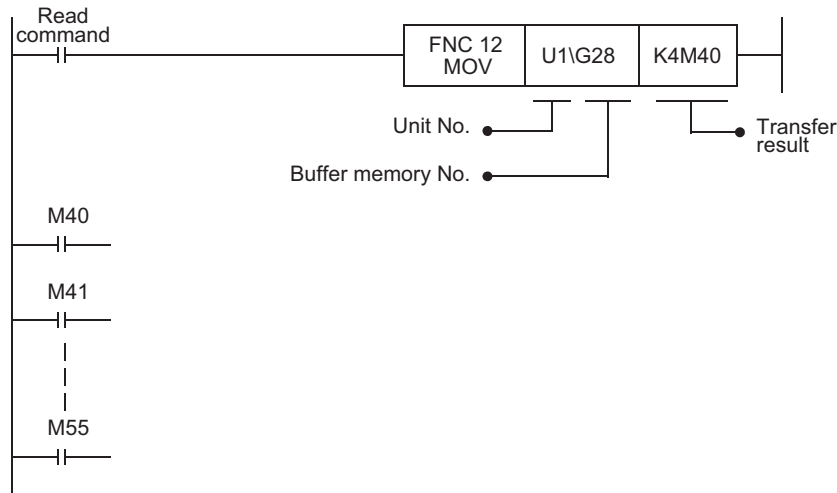 Read
command
FNC 12
MOV
U1\G28
K4M40
Unit No.
Transfer
result
Buffer memory No.
M40
M41
M55